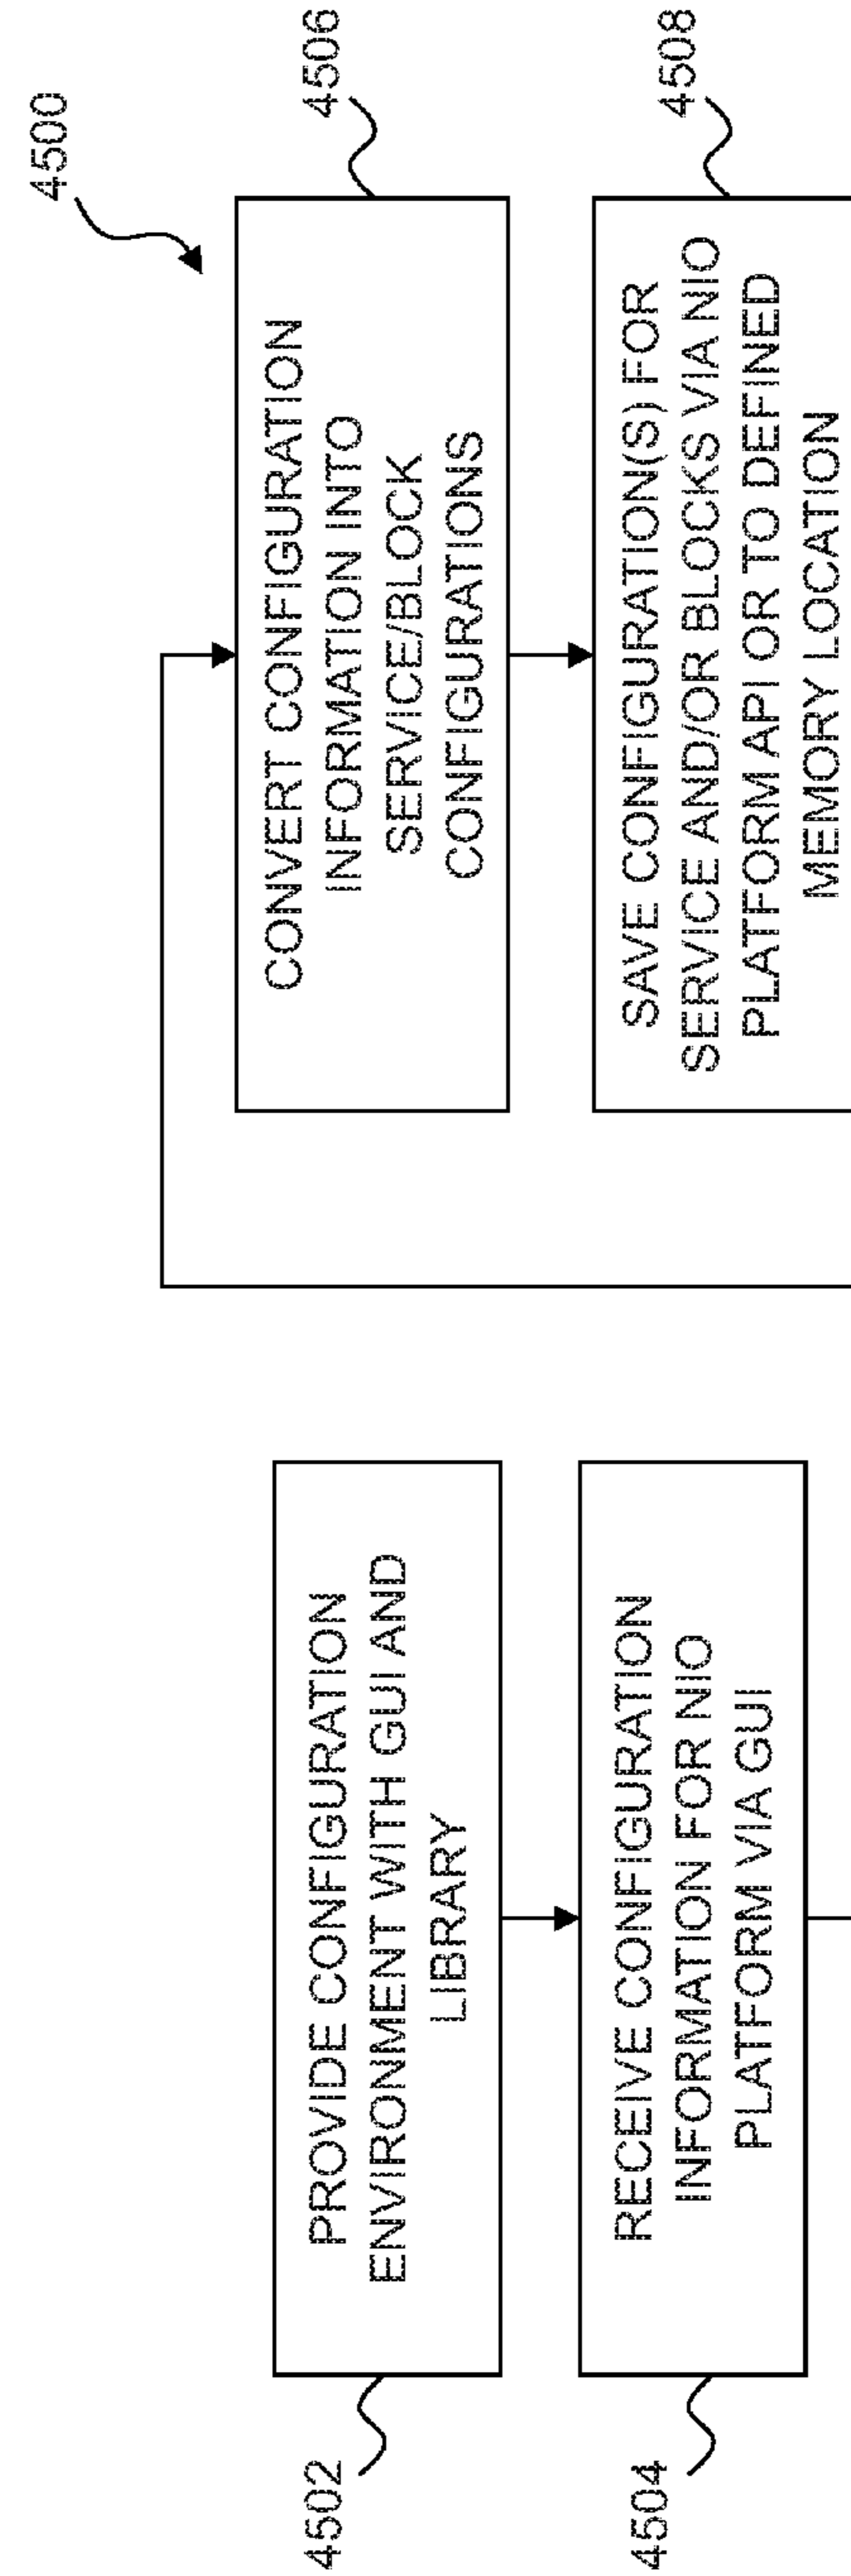 4500
4502
PROVIDE CONFIGURATION
ENVIRONMENT WITH GUI AND
LIBRARY
4504
RECEIVE CONFIGURATION
INFORMATION FOR NIO
PLATFORM VIA GUI
4506
CONVERT CONFIGURATION
INFORMATION INTO
SERVICE/BLOCK
CONFIGURATIONS
4508
SAVE CONFIGURATION(S) FOR
SERVICE AND/OR BLOCKS VIA NIO
PLATFORM API OR TO DEFINED
MEMORY LOCATION